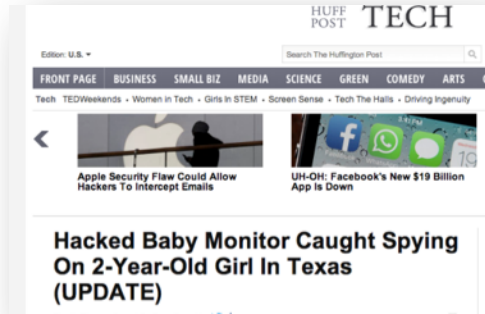 HUFF
POST TECH
Edition: U.S.
Search The Huffington Post
FRONT PAGE BUSINESS SMALL BIZ MEDIA SCIENCE GREEN COMEDY ARTS
Tech TEDWeekends • Women in Tech • Girls In STEM • Screen Sense • Tech The Halls • Driving Ingenuity
19
Apple Security Flaw Could Allow
Hackers To Intercept Emails
UH-OH: Facebook's New $19 Billion
App Is Down
Hacked Baby Monitor Caught Spying
On 2-Year-Old Girl In Texas
(UPDATE)